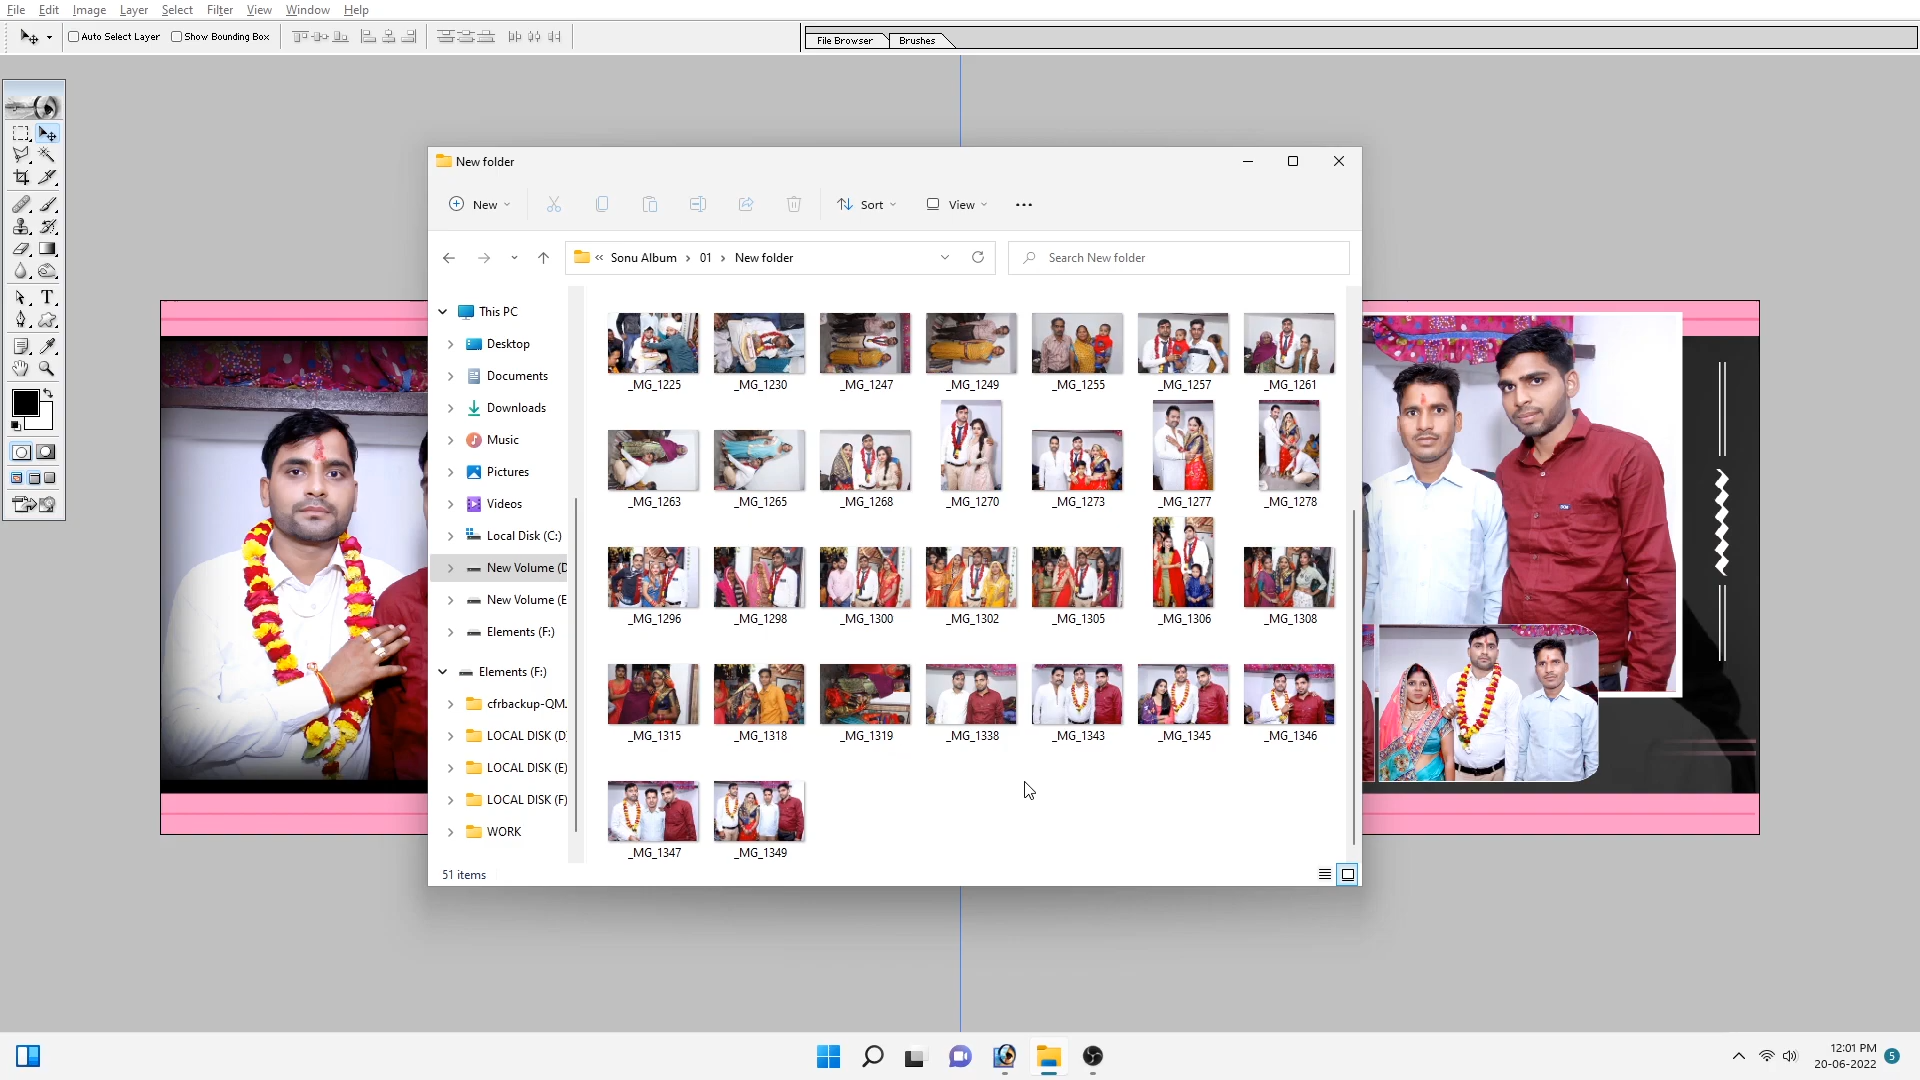 File Edit Image Layer Select Filter View Window Help
Auto Select Layer Show Bounding Box File Browser Brushes
New folder
New Sort View
Sonu Album 01 New folder Search New folder
This PC
Desktop
Documents
Downloads
Music
Pictures
Videos
Local Disk (C:)
New Volume (D
New Volume (E
Elements (F:)
Elements (F:)
cfrbackup-QM.
LOCAL DISK (D)
LOCAL DISK (E)
LOCAL DISK (F)
WORK
_MG_1225 _MG_1230 _MG_1247 _MG_1249 _MG_1255 _MG_1257 _MG_1261
_MG_1263 _MG_1265 _MG_1268 _MG_1270 _MG_1273 _MG_1277 _MG_1278
_MG_1296 _MG_1298 _MG_1300 _MG_1302 _MG_1305 _MG_1306 _MG_1308
_MG_1315 _MG_1318 _MG_1319 _MG_1338 _MG_1343 _MG_1345 _MG_1346
_MG_1347 _MG_1349
51 items
12:01 PM
20-06-2022
5